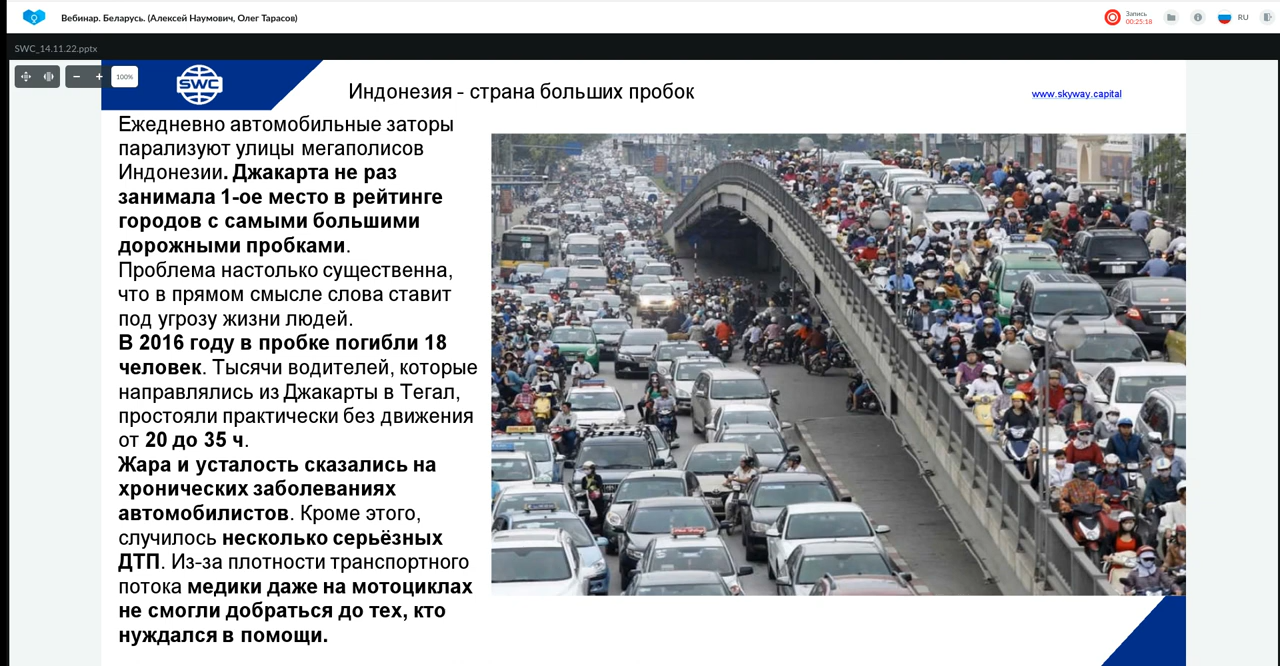 Вебинар. Беларусь. (Алексей Наумович, Олег Тарасов)
Запись
00:25:18
RU
SWC_14.11.22.pptx
100%
SWC
Индонезия - страна больших пробок
www.skyway.capital
Ежедневно автомобильные заторы
парализуют улицы мегаполисов
Индонезии. Джакарта не раз
занимала 1-ое место в рейтинге
городов с самыми большими
дорожными пробками.
Проблема настолько существенна,
что в прямом смысле слова ставит
под угрозу жизни людей.
В 2016 году в пробке погибли 18
человек. Тысячи водителей, которые
направлялись из Джакарты в Тегал,
простояли практически без движения
от 20 до 35 ч.
Жара и усталость сказались на
хронических заболеваниях
автомобилистов. Кроме этого,
случилось несколько серьёзных
ДТП. Из-за плотности транспортного
потока медики даже на мотоциклах
не смогли добраться до тех, кто
нуждался в помощи.